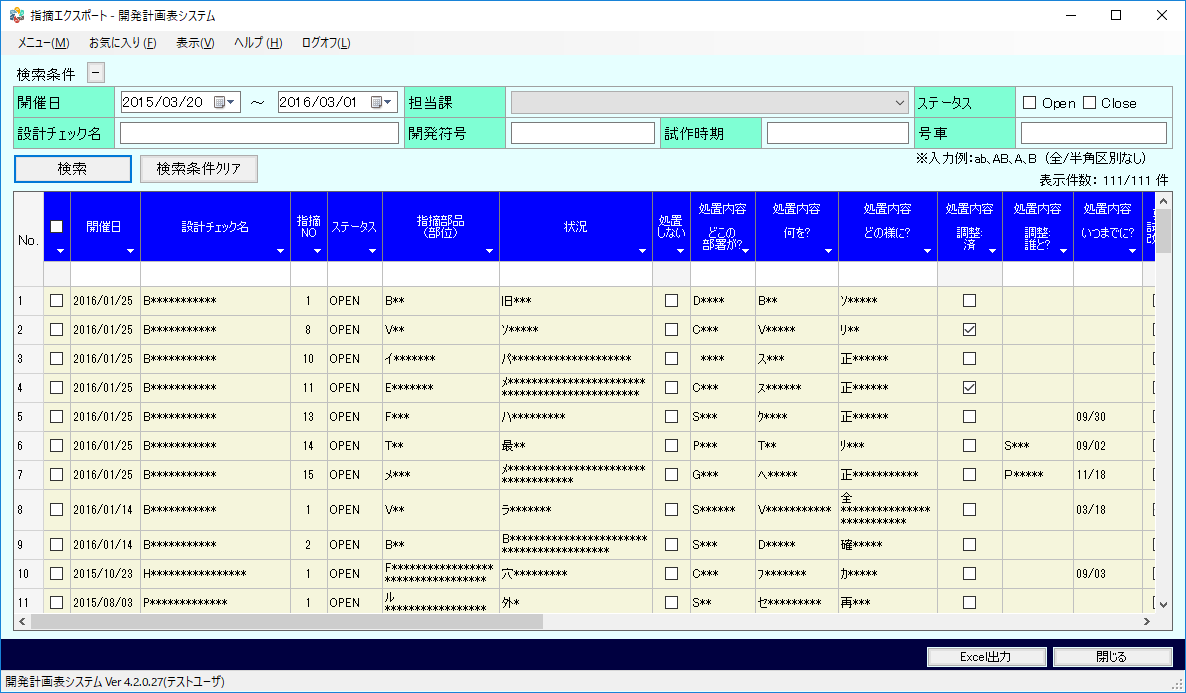 指摘エクスポート - 開発計画表システム
メニュー(M) お気に入り(F) 表示(V) ヘルプ(H) ログオフ(L)
検索条件 −
開催日 2015/03/20 ～ 2016/03/01 担当課 ステータス Open Close
設計チェック名 開発符号 試作時期 号車
検索 検索条件クリア ※入力例:ab、AB、A、B（全/半角区別なし）
表示件数: 111/111 件
No. 開催日 設計チェック名 指摘NO ステータス 指摘部品(部位) 状況 処置しない 処置内容 どこの部署が? 処置内容 何を? 処置内容 どの様に? 処置内容 調整:済 処置内容 調整:誰と? 処置内容 いつまでに?
1 2016/01/25 B*********** 1 OPEN B** 旧*** D**** B** ソ*****
2 2016/01/25 B*********** 8 OPEN V** ソ***** C*** V***** リ**
3 2016/01/25 B*********** 10 OPEN イ******* パ******************** **** ス*** 正******
4 2016/01/25 B*********** 11 OPEN E******* メ*********************** *********************** C*** ス****** 正******
5 2016/01/25 B*********** 13 OPEN F*** ハ********* S*** ク**** 正****** 09/30
6 2016/01/25 B*********** 14 OPEN T** 最** P*** T** リ*** S*** 09/02
7 2016/01/25 B*********** 15 OPEN メ*** メ*********************** ************ G*** ヘ***** 正*********** P***** 11/18
8 2016/01/14 B*********** 1 OPEN V** ラ******* S****** V*********** 全 *************** *********** 03/18
9 2016/01/14 B*********** 2 OPEN B** B*********************** ****************** S*** D***** 確*****
10 2015/10/23 H**************** 1 OPEN F***************** ***************** 穴********* C*** フ******* カ***** 09/03
11 2015/08/03 P************* 1 OPEN ル ***************** 外* S** セ********* 再***
Excel出力 閉じる
開発計画表システム Ver 4.2.0.27(テストユーザ)